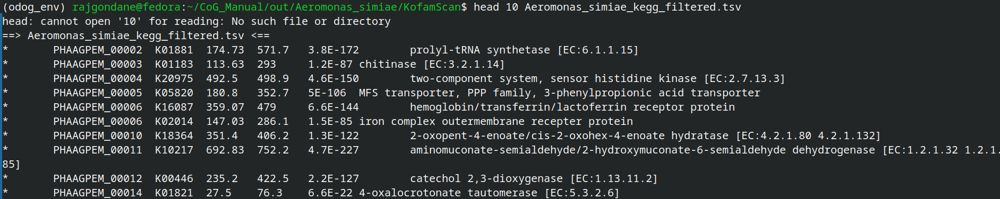 (odog_env) rajgondane@fedora:~/CoG_Manual/out/Aeromonas_simiae/KofamScan$ head 10 Aeromonas_simiae_kegg_filtered.tsv
head: cannot open '10' for reading: No such file or directory
==> Aeromonas_simiae_kegg_filtered.tsv <==
*       PHAAGPEM_00002  K01881  174.73  571.7   3.8E-172        prolyl-tRNA synthetase [EC:6.1.1.15]
*       PHAAGPEM_00003  K01183  113.63  293     1.2E-87 chitinase [EC:3.2.1.14]
*       PHAAGPEM_00004  K20975  492.5   498.9   4.6E-150        two-component system, sensor histidine kinase [EC:2.7.13.3]
*       PHAAGPEM_00005  K05820  180.8   352.7   5E-106  MFS transporter, PPP family, 3-phenylpropionic acid transporter
*       PHAAGPEM_00006  K16087  359.07  479     6.6E-144        hemoglobin/transferrin/lactoferrin receptor protein
*       PHAAGPEM_00006  K02014  147.03  286.1   1.5E-85 iron complex outermembrane recepter protein
*       PHAAGPEM_00010  K18364  351.4   406.2   1.3E-122        2-oxopent-4-enoate/cis-2-oxohex-4-enoate hydratase [EC:4.2.1.80 4.2.1.132]
*       PHAAGPEM_00011  K10217  692.83  752.2   4.7E-227        aminomuconate-semialdehyde/2-hydroxymuconate-6-semialdehyde dehydrogenase [EC:1.2.1.32 1.2.1.
85]
*       PHAAGPEM_00012  K00446  235.2   422.5   2.2E-127        catechol 2,3-dioxygenase [EC:1.13.11.2]
*       PHAAGPEM_00014  K01821  27.5    76.3    6.6E-22 4-oxalocrotonate tautomerase [EC:5.3.2.6]